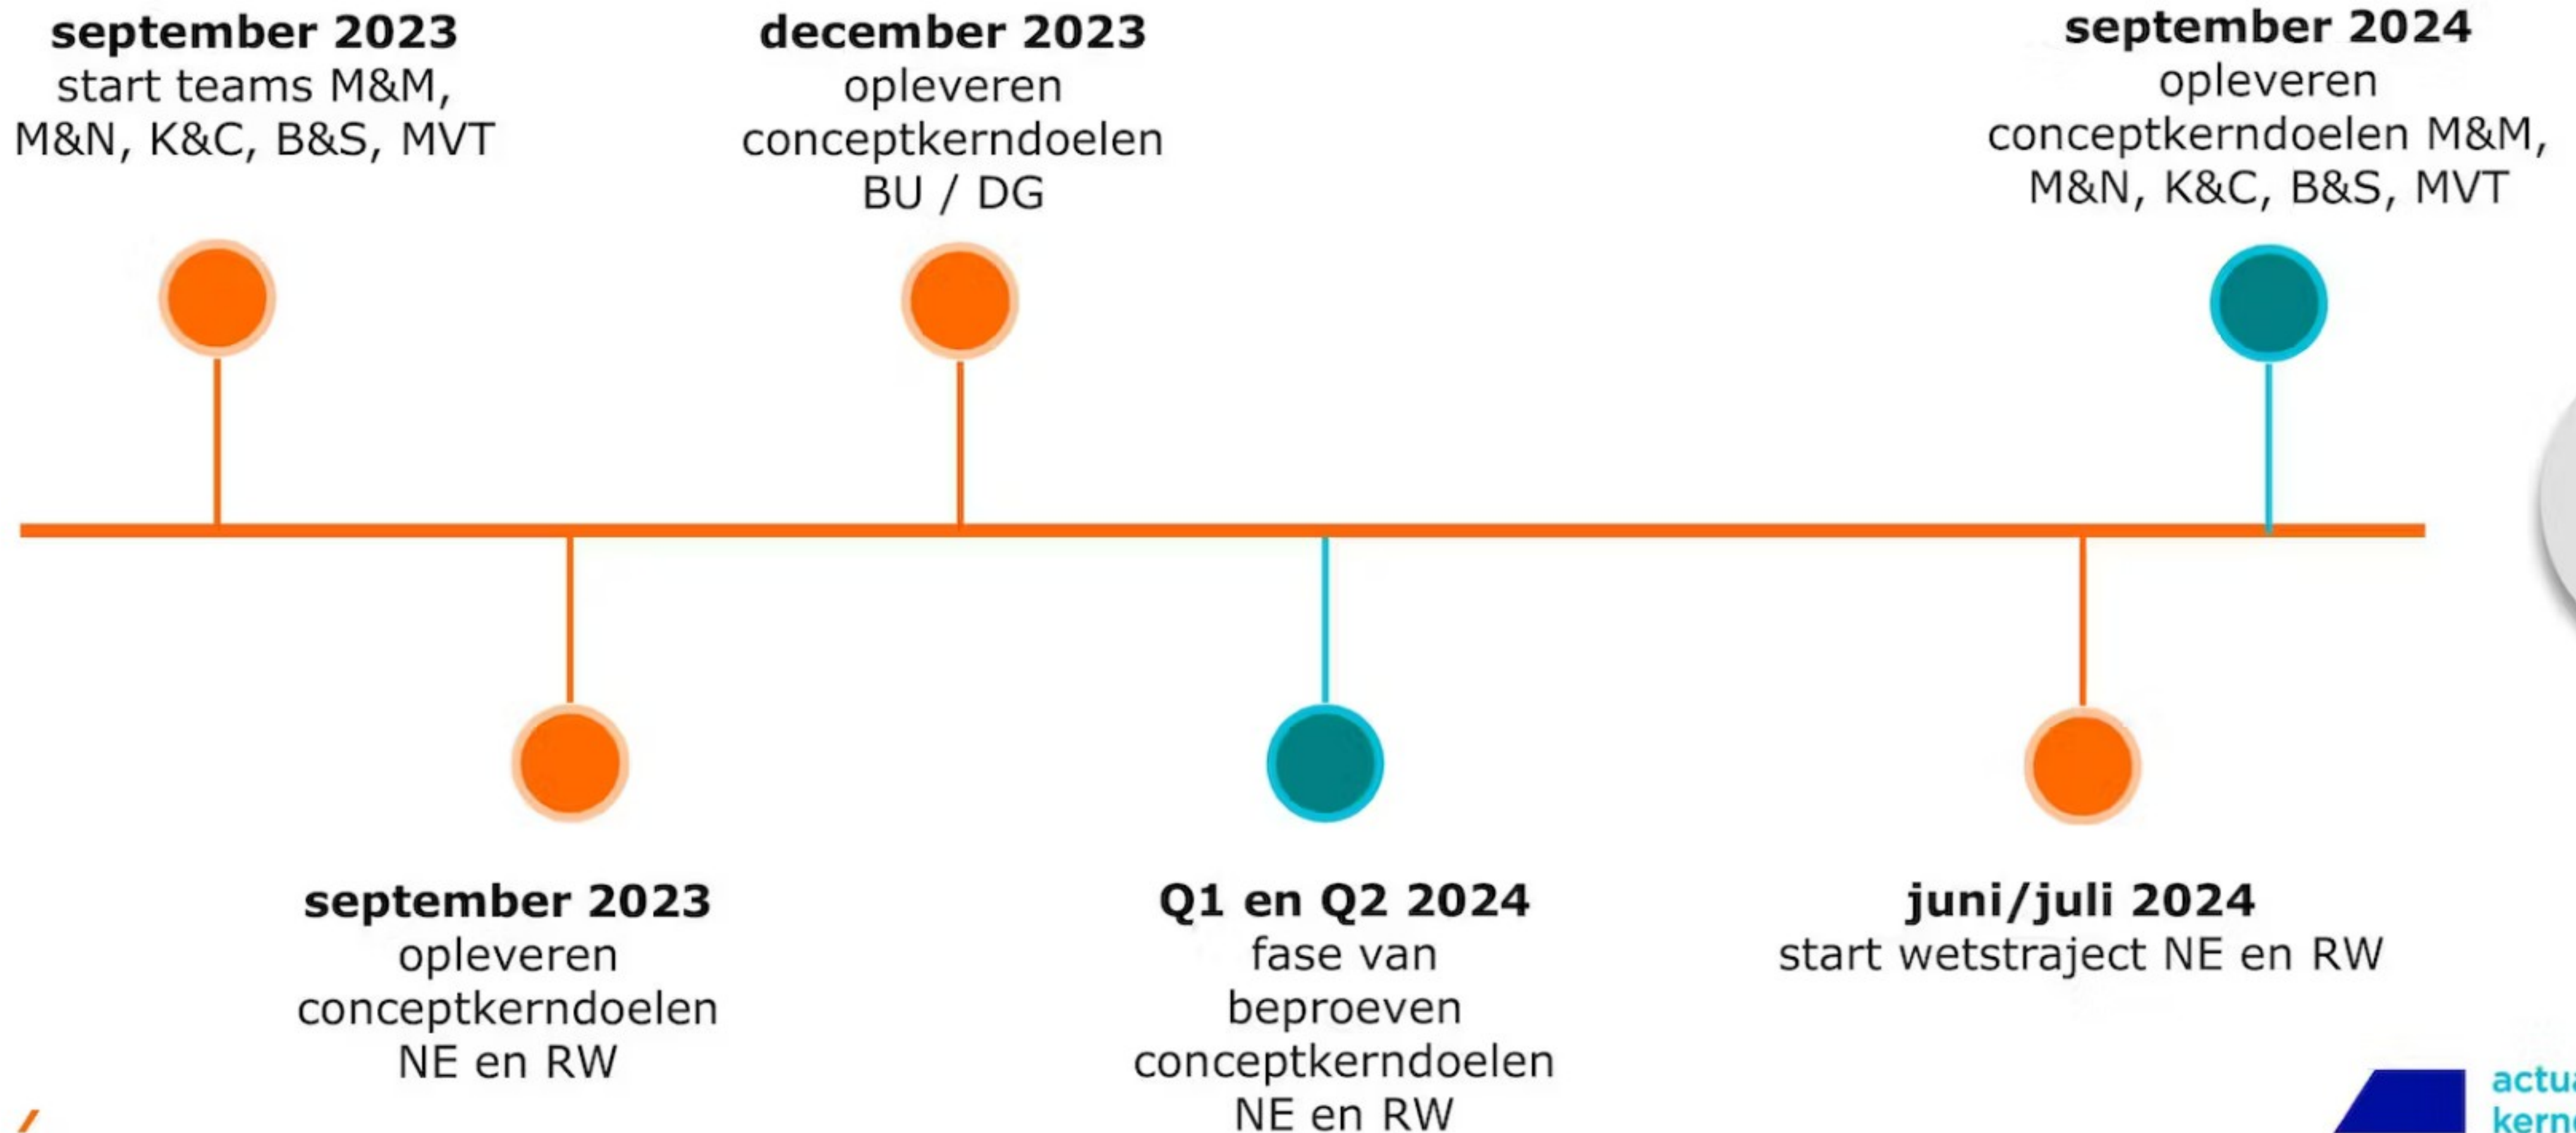 september 2023
start teams M&M,
M&N, K&C, B&S, MVT
december 2023
opleveren
conceptkerndoelen
BU / DG
september 2024
opleveren
conceptkerndoelen M&M,
M&N, K&C, B&S, MVT
september 2023
opleveren
conceptkerndoelen
NE en RW
Q1 en Q2 2024
fase van
beproeven
conceptkerndoelen
NE en RW
juni/juli 2024
start wetstraject NE en RW